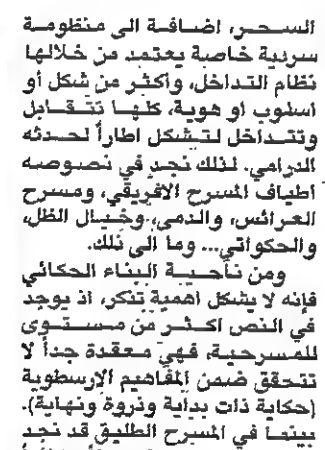 السحر، اضافة الى منظومة
سردية خاصة يعتمد من خلالها
نظام التداخل، وأكثر من شكل أو
اسلوب او هوية، كلها تتقابل
وتتداخل لتشكل اطاراً لحدثه
الدرامي. لذلك نجد في نصوصه
أطياف المسرح الافريقي، ومسرح
العرائس، والدمى، وخيال الظل،
والحكواتي... وما الى ذلك.
ومن ناحية البناء الحكائي
فإنه لا يشكل اهمية تذكر، اذ يوجد
في النص اكثر من مستوى
للمسرحية، فهي معقدة جداً لا
تتحقق ضمن المفاهيم الارسطوية
(حكاية ذات بداية وذروة ونهاية).
بينما في المسرح الطليق قد نجد